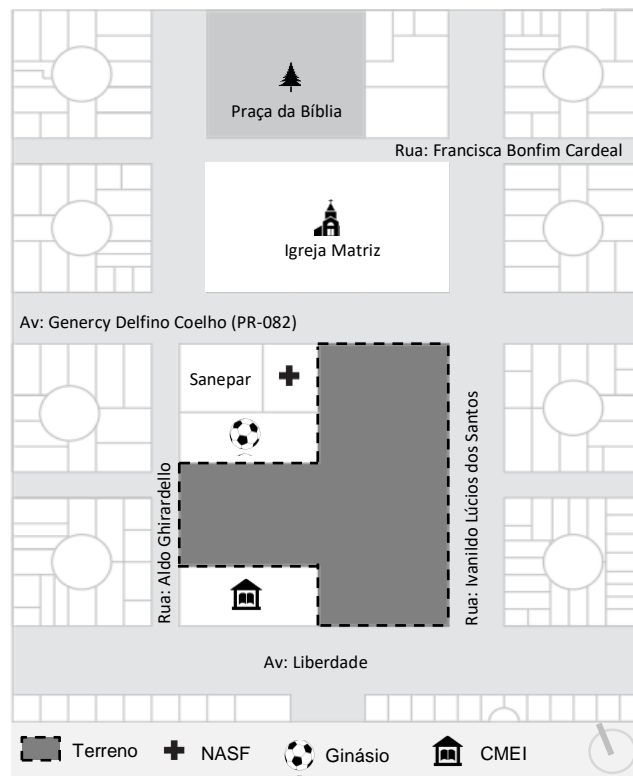 Praça da Bíblia
Rua: Francisca Bonfim Cardeal
Igreja Matriz
Av: Genercy Delfino Coelho (PR-082)
Sanepar
Rua: Aldo Ghirardello
Rua: Ivanildo Lúcios dos Santos
Av: Liberdade
Terreno
NASF
Ginásio
CMEI